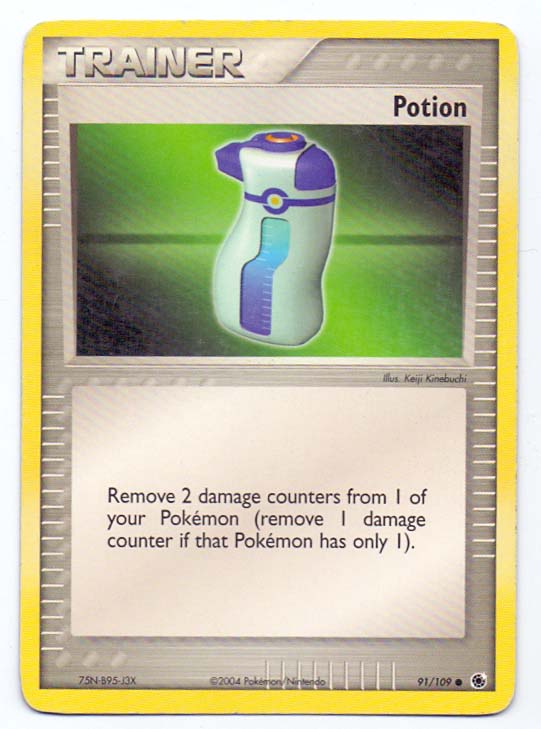 TRAINER
Potion
Illus. Keiji Kinebuchi
Remove 2 damage counters from 1 of
your Pokémon (remove 1 damage
counter if that Pokémon has only 1).
75N-B95-J3X ©2004 Pokémon/Nintendo 91/109 ●